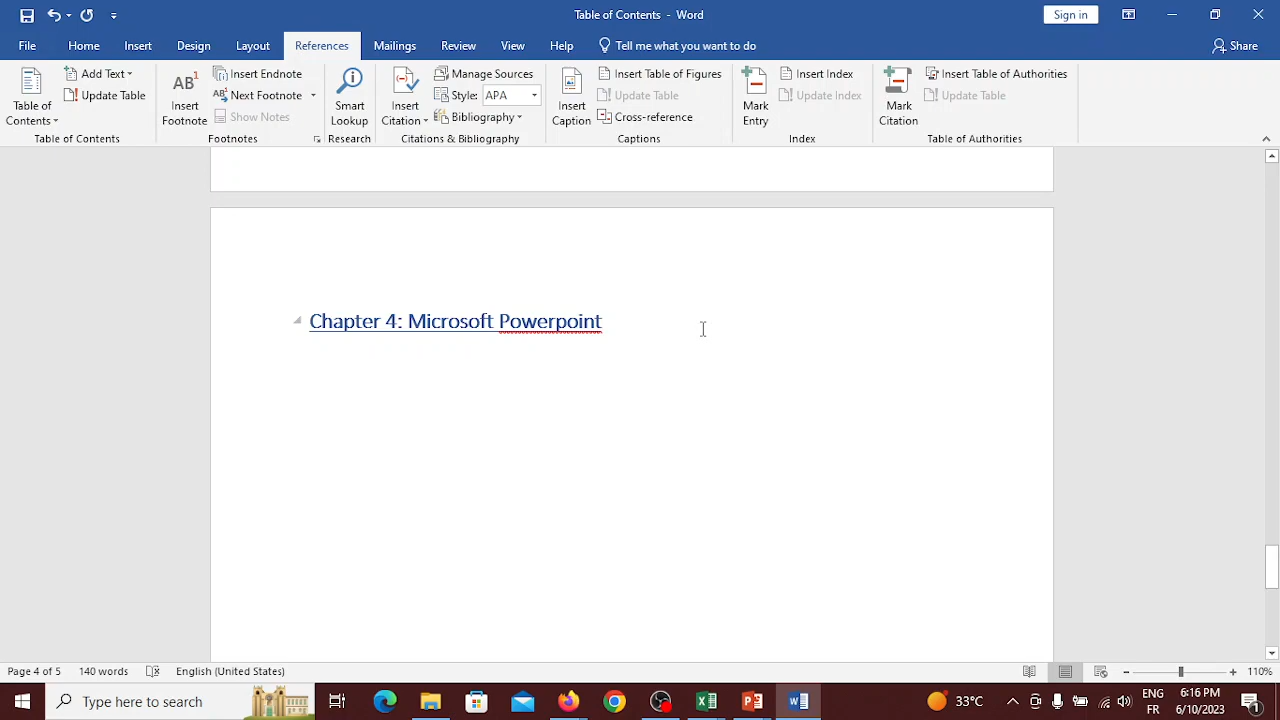 Table of Contents - Word
Sign in
File Home Insert Design Layout References Mailings Review View Help Tell me what you want to do Share
Table of Contents
Add Text
Update Table
Table of Contents
AB¹
Insert Footnote
Insert Endnote
Next Footnote
Show Notes
Footnotes
Smart Lookup
Research
Insert Citation
Manage Sources
Style: APA
Bibliography
Citations & Bibliography
Insert Caption
Insert Table of Figures
Update Table
Cross-reference
Captions
Mark Entry
Insert Index
Update Index
Index
Mark Citation
Insert Table of Authorities
Update Table
Table of Authorities
Chapter 4: Microsoft Powerpoint
Page 4 of 5 140 words English (United States) 110%
Type here to search
33°C
ENG
FR
6:16 PM
6/10/2023
1